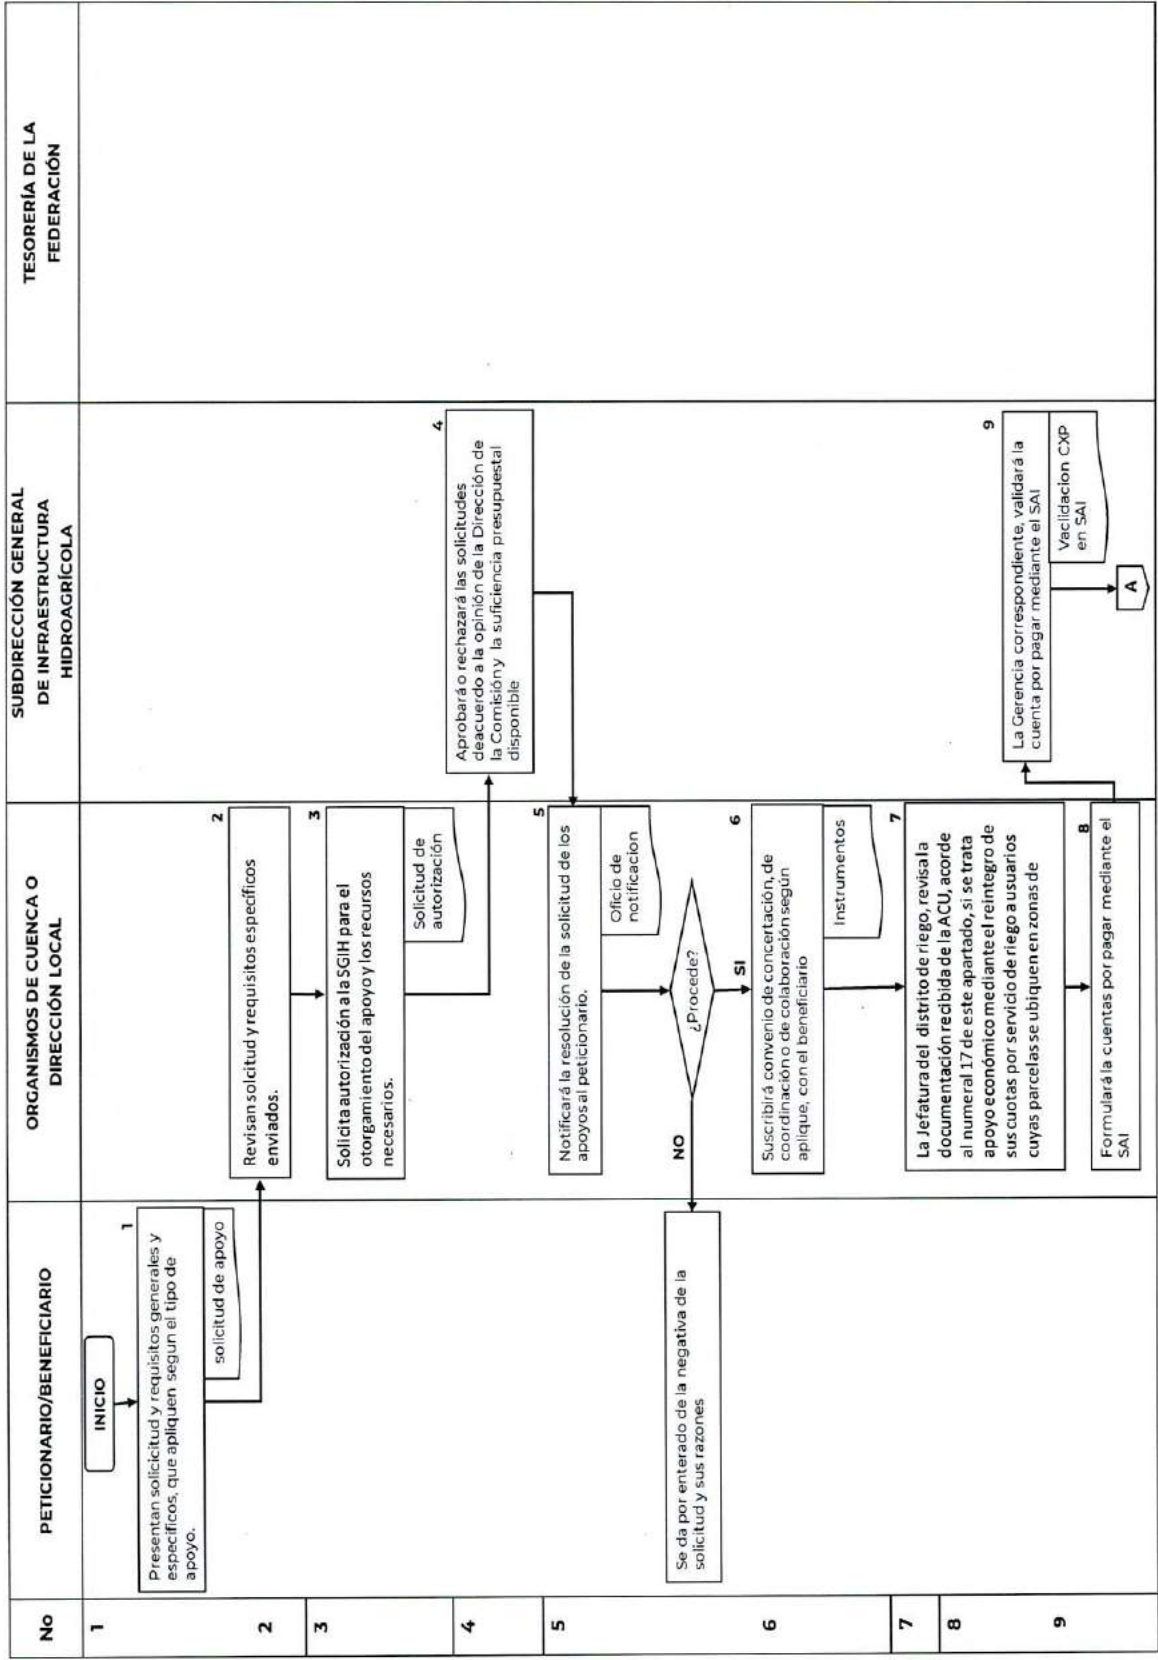 No
PETICIONARIO/BENEFICIARIO
ORGANISMOS DE CUENCA O
DIRECCIÓN LOCAL
SUBDIRECCIÓN GENERAL
DE INFRAESTRUCTURA
HIDROAGRÍCOLA
TESORERÍA DE LA
FEDERACIÓN
1
INICIO
1
Presentan solicicitud y requisitos generales y
especificos, que apliquen segun el tipo de
apoyo.
solicitud de apoyo
2
2
Revisan solcitud y requisitos específicos
enviados.
3
3
Solicita autorización a la SGIH para el
otorgamiento del apoyo y los recursos
necesarios.
Solicitud de
autorización
4
4
Aprobará o rechazará las solicitudes
deacuerdo a la opinión de la Dirección de
la Comisión y la suficiencia presupuestal
disponible
5
5
Notificará la resolución de la solicitud de los
apoyos al peticionario.
Oficio de
notificacion
¿Procede?
NO
SI
Se da por enterado de la negativa de la
solicitud y sus razones
6
6
Suscribirá convenio de concertación, de
coordinación o de colaboración según
aplique, con el beneficiario
Instrumentos
7
7
La Jefatura del distrito de riego, revisa la
documentación recibida de la ACU, acorde
al numeral 17 de este apartado, si se trata
apoyo económico mediante el reintegro de
sus cuotas por servicio de riego a usuarios
cuyas parcelas se ubiquen en zonas de
8
8
Formulará la cuentas por pagar mediante el
SAI
9
9
La Gerencia correspondiente, validará la
cuenta por pagar mediante el SAI
Vaclidacion CXP
en SAI
A